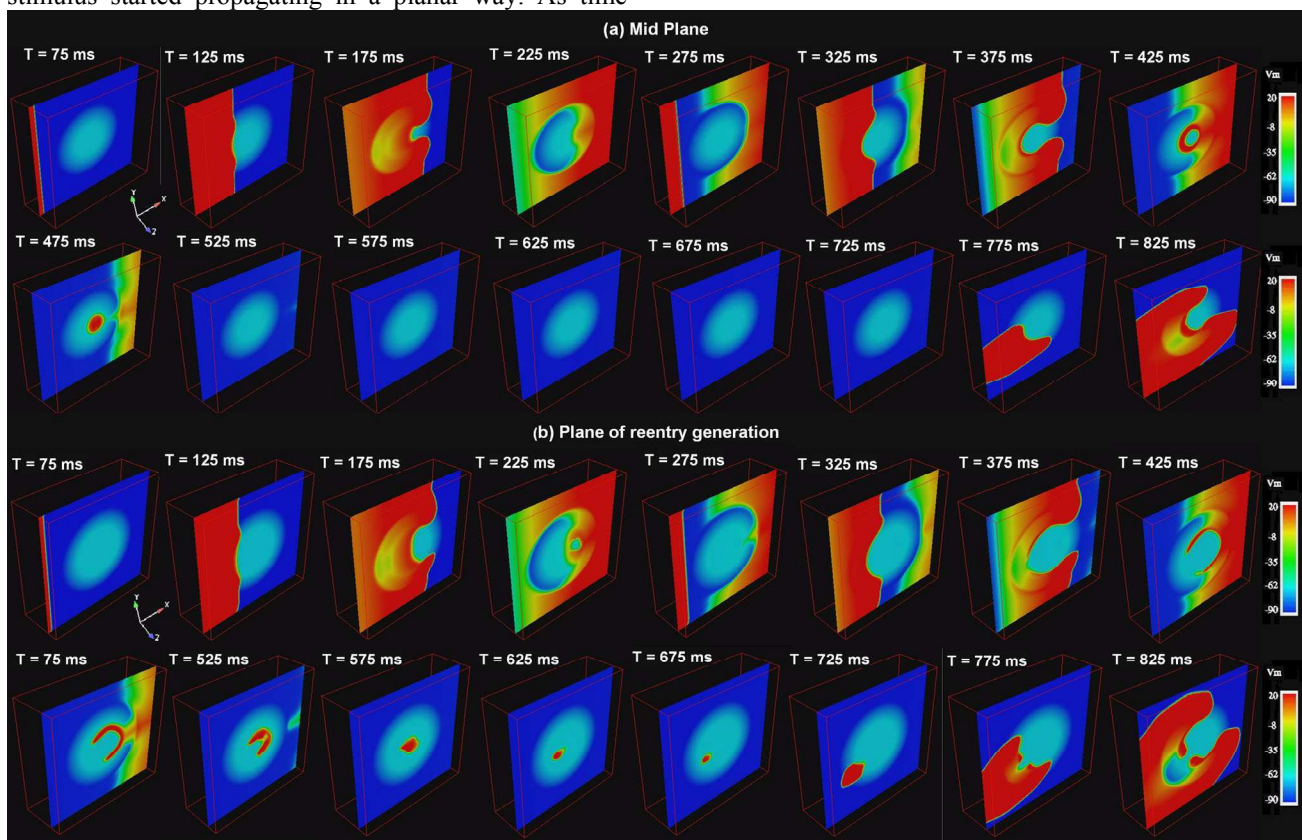 stimulus started propagating in a planar way. As time
(a) Mid Plane
T = 75 ms T = 125 ms T = 175 ms T = 225 ms T = 275 ms T = 325 ms T = 375 ms T = 425 ms
Vm
20
-8
-35
-62
-90
Y X Z
T = 475 ms T = 525 ms T = 575 ms T = 625 ms T = 675 ms T = 725 ms T = 775 ms T = 825 ms
Vm
20
-8
-35
-62
-90
(b) Plane of reentry generation
T = 75 ms T = 125 ms T = 175 ms T = 225 ms T = 275 ms T = 325 ms T = 375 ms T = 425 ms
Vm
20
-8
-35
-62
-90
Y X Z
T = 75 ms T = 525 ms T = 575 ms T = 625 ms T = 675 ms T = 725 ms T = 775 ms T = 825 ms
Vm
20
-8
-35
-62
-90